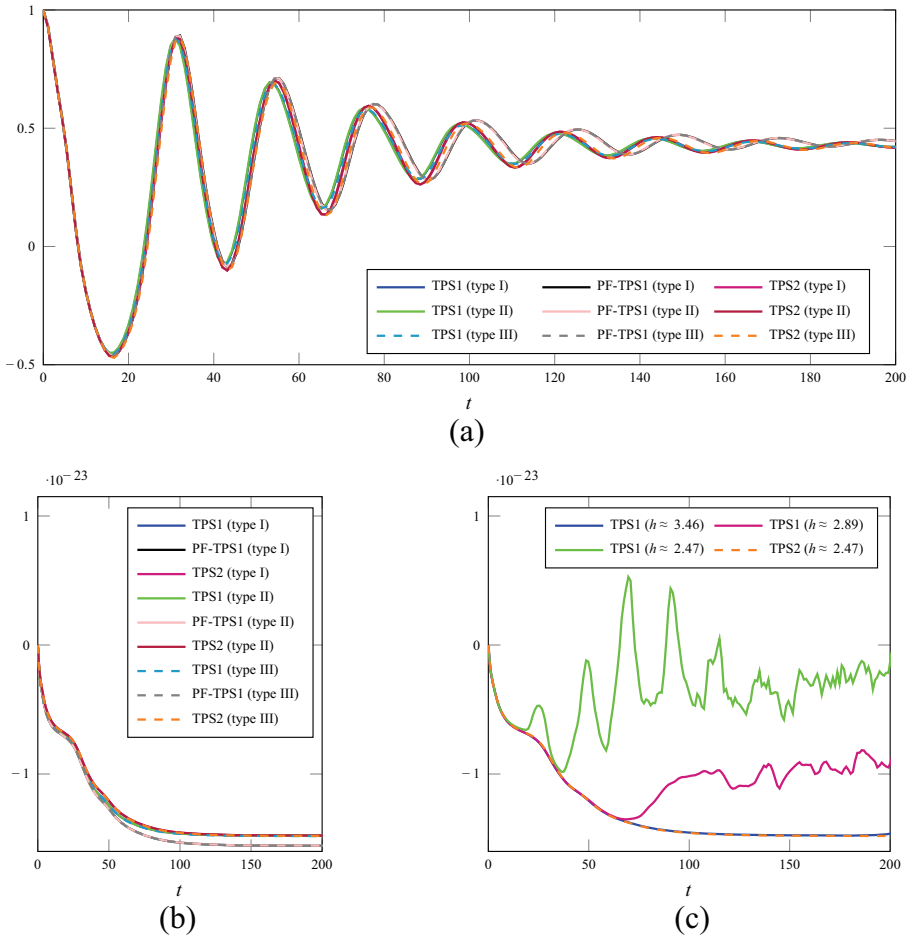 1
0.5
0
−0.5
0 20 40 60 80 100 120 140 160 180 200
t
TPS1 (type I) PF-TPS1 (type I) TPS2 (type I)
TPS1 (type II) PF-TPS1 (type II) TPS2 (type II)
TPS1 (type III) PF-TPS1 (type III) TPS2 (type III)
(a)
·10−23
0
−1
0 50 100 150 200
t
TPS1 (type I)
PF-TPS1 (type I)
TPS2 (type I)
TPS1 (type II)
PF-TPS1 (type II)
TPS2 (type II)
TPS1 (type III)
PF-TPS1 (type III)
TPS2 (type III)
(b)
·10−23
0
−1
0 50 100 150 200
t
TPS1 (h ≈ 3.46) TPS1 (h ≈ 2.89)
TPS1 (h ≈ 2.47) TPS2 (h ≈ 2.47)
(c)